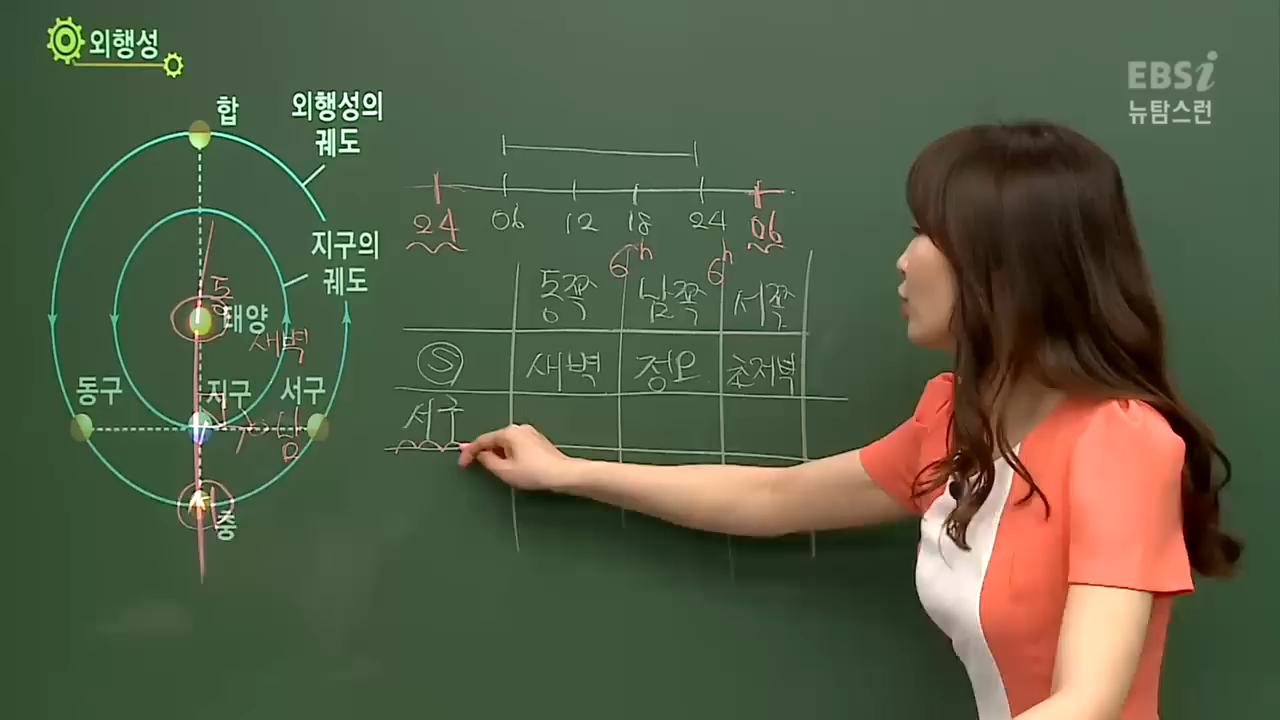 외행성
EBSi
뉴탐스런
합
외행성의
궤도
지구의
궤도
태양
동
새벽
동구
지구
서구
남
충
24 06 12 18 24 06
6h 6h
동쪽 남쪽 서쪽
S 새벽 정오 초저녁
서구